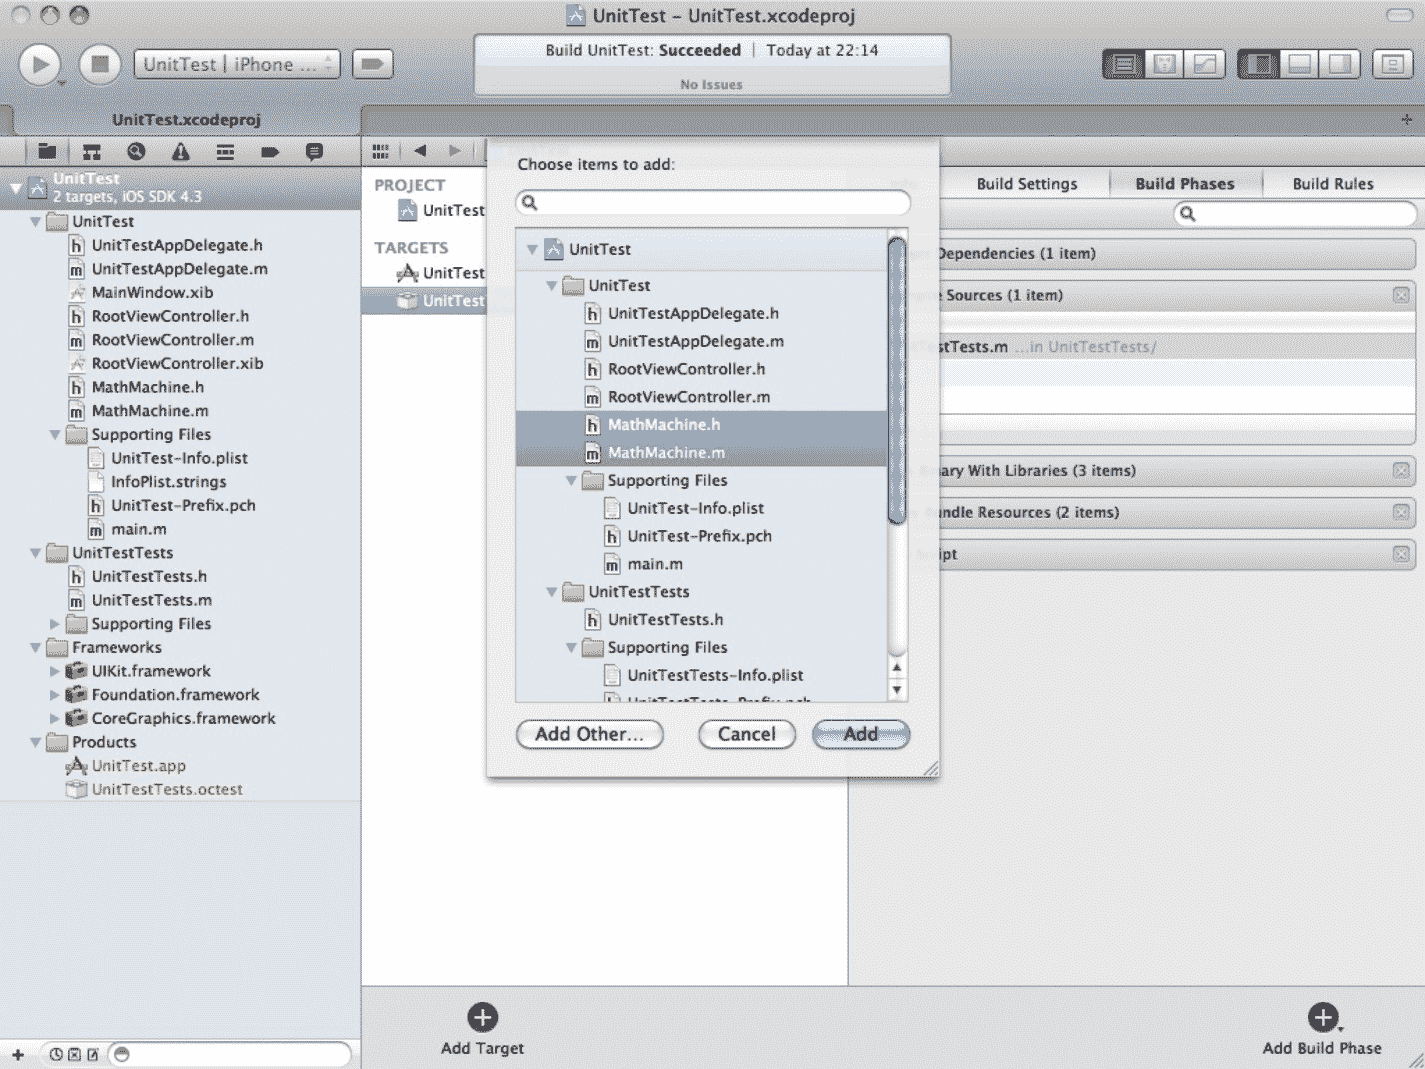 UnitTest – UnitTest.xcodeproj
UnitTest | iPhone ...
Build UnitTest: Succeeded | Today at 22:14
No Issues
UnitTest.xcodeproj
UnitTest
2 targets, iOS SDK 4.3
UnitTest
UnitTestAppDelegate.h
UnitTestAppDelegate.m
MainWindow.xib
RootViewController.h
RootViewController.m
RootViewController.xib
MathMachine.h
MathMachine.m
Supporting Files
UnitTest-Info.plist
InfoPlist.strings
UnitTest-Prefix.pch
main.m
UnitTestTests
UnitTestTests.h
UnitTestTests.m
Supporting Files
Frameworks
UIKit.framework
Foundation.framework
CoreGraphics.framework
Products
UnitTest.app
UnitTestTests.octest
PROJECT
UnitTest
TARGETS
UnitTest
UnitTest
Choose items to add:
UnitTest
UnitTest
UnitTestAppDelegate.h
UnitTestAppDelegate.m
RootViewController.h
RootViewController.m
MathMachine.h
MathMachine.m
Supporting Files
UnitTest-Info.plist
UnitTest-Prefix.pch
main.m
UnitTestTests
UnitTestTests.h
Supporting Files
UnitTestTests-Info.plist
UnitTestTests-Prefix.pch
Add Other... Cancel Add
Build Settings Build Phases Build Rules
Dependencies (1 item)
Sources (1 item)
tTests.m ...in UnitTestTests/
With Libraries (3 items)
Resources (2 items)
Add Target
Add Build Phase